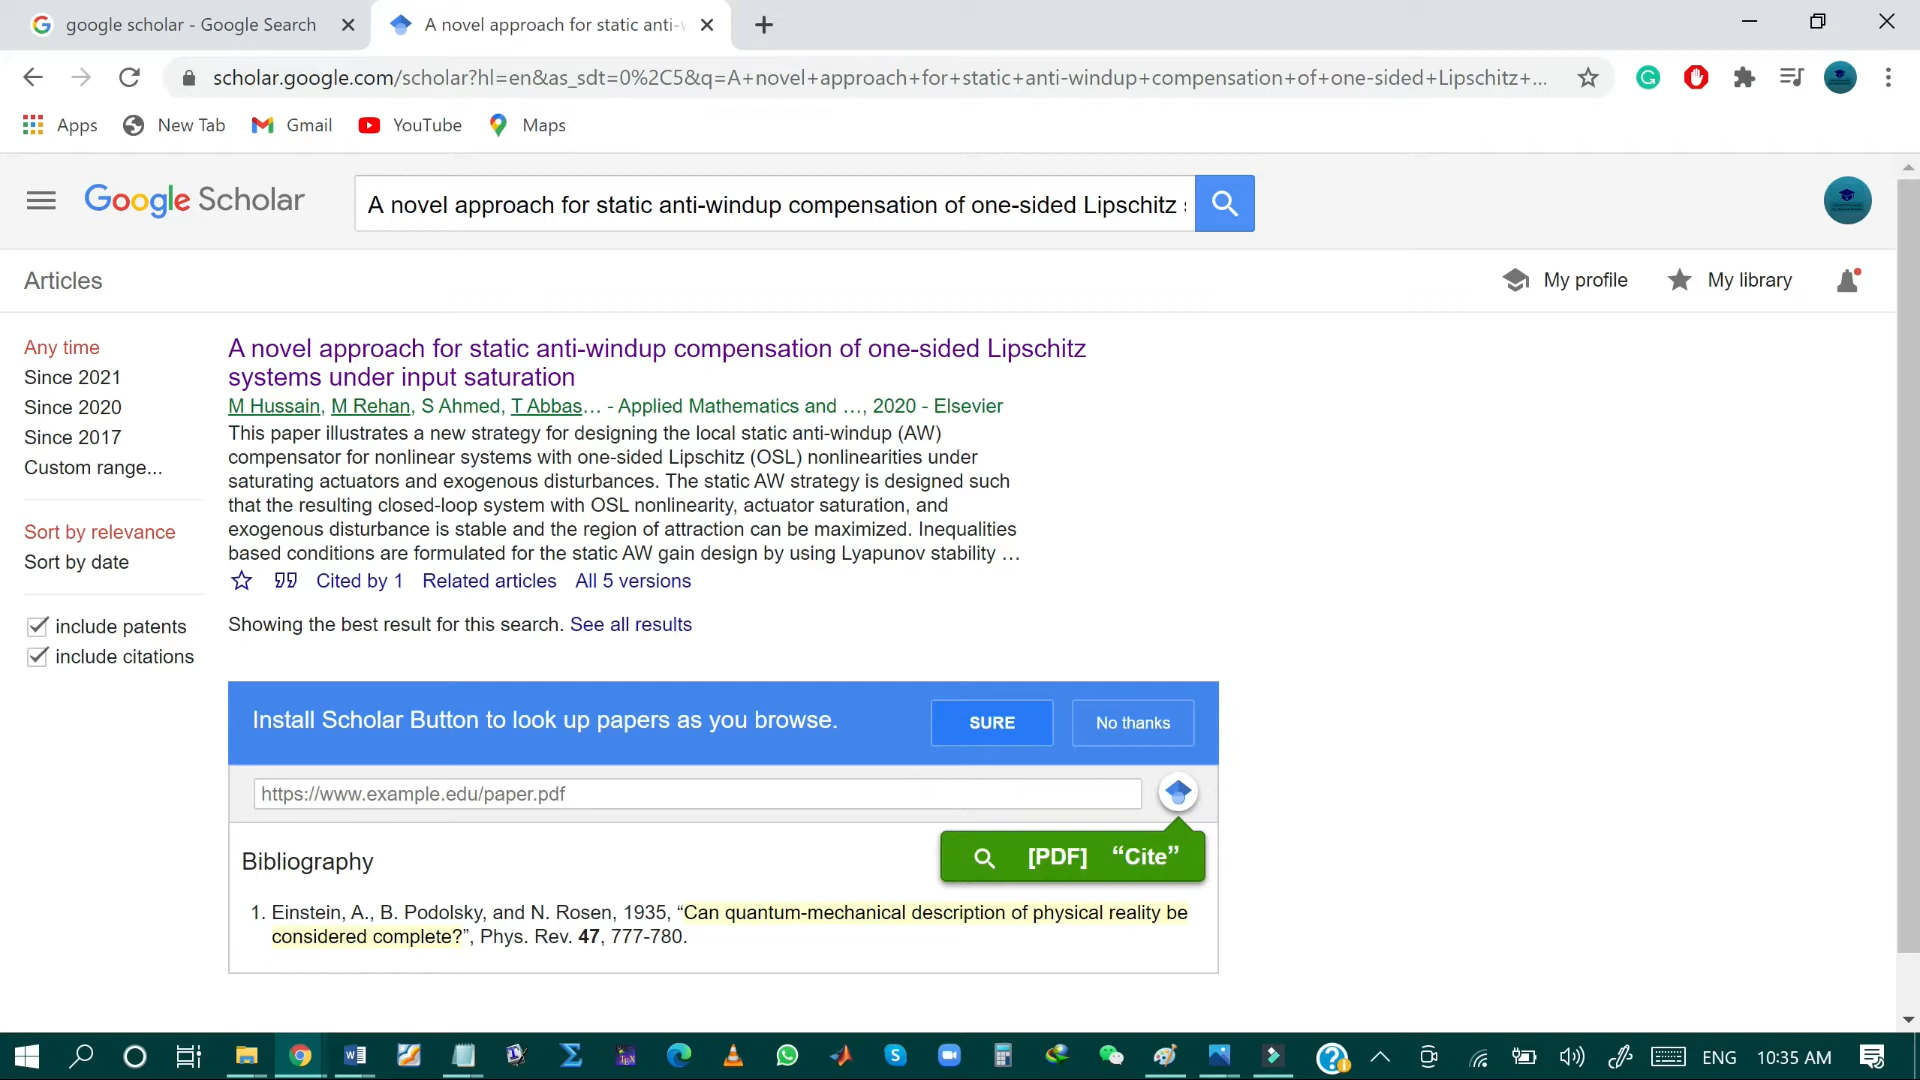 google scholar - Google Search
A novel approach for static anti-
scholar.google.com/scholar?hl=en&as_sdt=0%2C5&q=A+novel+approach+for+static+anti-windup+compensation+of+one-sided+Lipschitz+...
Apps New Tab Gmail YouTube Maps
Google Scholar
A novel approach for static anti-windup compensation of one-sided Lipschitz
Articles
My profile
My library
Any time
Since 2021
Since 2020
Since 2017
Custom range...
Sort by relevance
Sort by date
include patents
include citations
A novel approach for static anti-windup compensation of one-sided Lipschitz
systems under input saturation
M Hussain, M Rehan, S Ahmed, T Abbas… - Applied Mathematics and …, 2020 - Elsevier
This paper illustrates a new strategy for designing the local static anti-windup (AW)
compensator for nonlinear systems with one-sided Lipschitz (OSL) nonlinearities under
saturating actuators and exogenous disturbances. The static AW strategy is designed such
that the resulting closed-loop system with OSL nonlinearity, actuator saturation, and
exogenous disturbance is stable and the region of attraction can be maximized. Inequalities
based conditions are formulated for the static AW gain design by using Lyapunov stability …
Cited by 1 Related articles All 5 versions
Showing the best result for this search. See all results
Install Scholar Button to look up papers as you browse.
SURE
No thanks
https://www.example.edu/paper.pdf
[PDF] “Cite”
Bibliography
1. Einstein, A., B. Podolsky, and N. Rosen, 1935, “Can quantum-mechanical description of physical reality be
considered complete?”, Phys. Rev. 47, 777-780.
ENG 10:35 AM